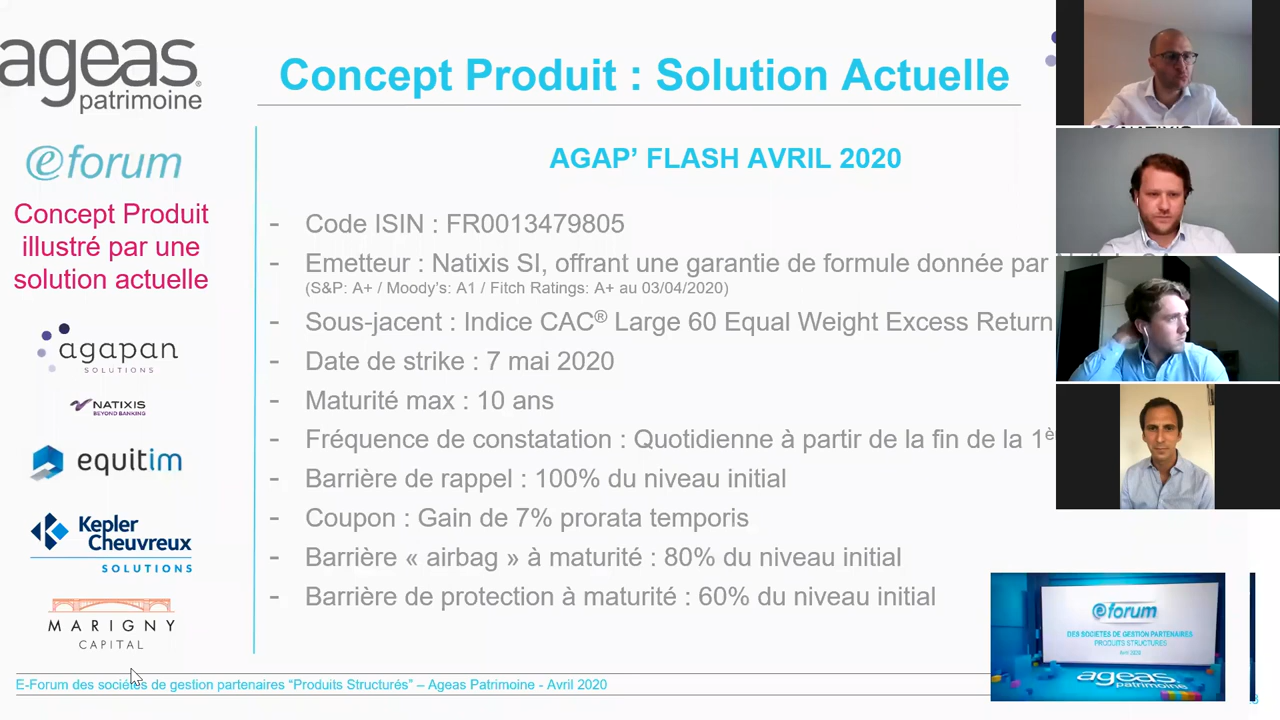 ageas
patrimoine
Concept Produit : Solution Actuelle
eforum
Concept Produit
illustré par une
solution actuelle
agapan
SOLUTIONS
NATIXIS
BEYOND BANKING
equitim
Kepler
Cheuvreux
SOLUTIONS
MARIGNY
CAPITAL
AGAP’ FLASH AVRIL 2020
- Code ISIN : FR0013479805
- Emetteur : Natixis SI, offrant une garantie de formule donnée par
(S&P: A+ / Moody’s: A1 / Fitch Ratings: A+ au 03/04/2020)
- Sous-jacent : Indice CAC® Large 60 Equal Weight Excess Return
- Date de strike : 7 mai 2020
- Maturité max : 10 ans
- Fréquence de constatation : Quotidienne à partir de la fin de la 1è
- Barrière de rappel : 100% du niveau initial
- Coupon : Gain de 7% prorata temporis
- Barrière « airbag » à maturité : 80% du niveau initial
- Barrière de protection à maturité : 60% du niveau initial
eforum
DES SOCIETES DE GESTION PARTENAIRES
PRODUITS STRUCTURES
Avril 2020
ageas
patrimoine
E-Forum des sociétés de gestion partenaires “Produits Structurés” – Ageas Patrimoine - Avril 2020